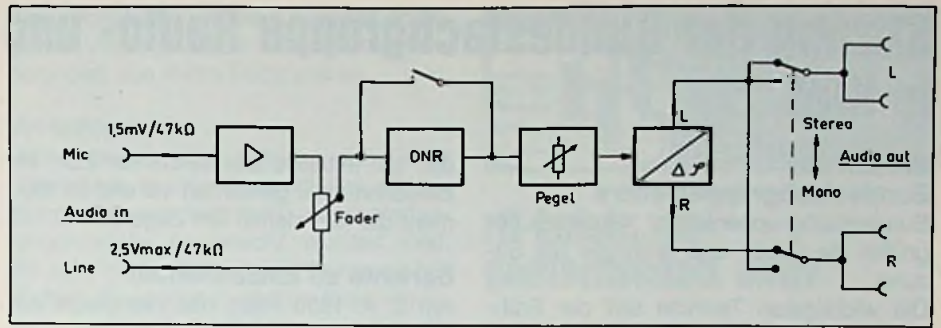 1,5mV/47kΩ
Mic
Audio in
2,5Vmax/47kΩ
Line
Fader
DNR
Pegel
L
Δφ
R
L
Stereo
Mono
Audio out
R